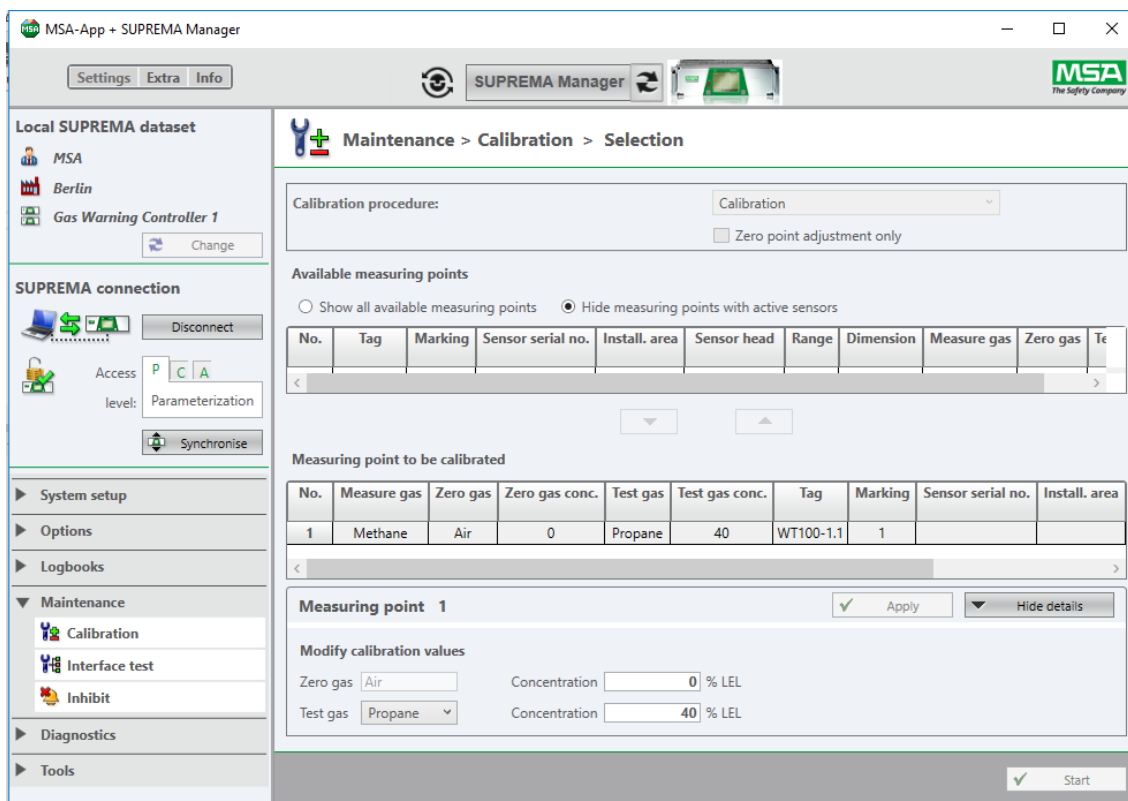 MSA-App + SUPREMA Manager
Settings Extra Info
SUPREMA Manager
MSA
The Safety Company
Local SUPREMA dataset
MSA
Berlin
Gas Warning Controller 1
Change
SUPREMA connection
Disconnect
Access level:
P C A
Parameterization
Synchronise
System setup
Options
Logbooks
Maintenance
Calibration
Interface test
Inhibit
Diagnostics
Tools
Maintenance > Calibration > Selection
Calibration procedure: Calibration
Zero point adjustment only
Available measuring points
Show all available measuring points Hide measuring points with active sensors
No. Tag Marking Sensor serial no. Install. area Sensor head Range Dimension Measure gas Zero gas Te
Measuring point to be calibrated
No. Measure gas Zero gas Zero gas conc. Test gas Test gas conc. Tag Marking Sensor serial no. Install. area
1 Methane Air 0 Propane 40 WT100-1.1 1
Measuring point 1 Apply Hide details
Modify calibration values
Zero gas Air Concentration 0 % LEL
Test gas Propane Concentration 40 % LEL
Start